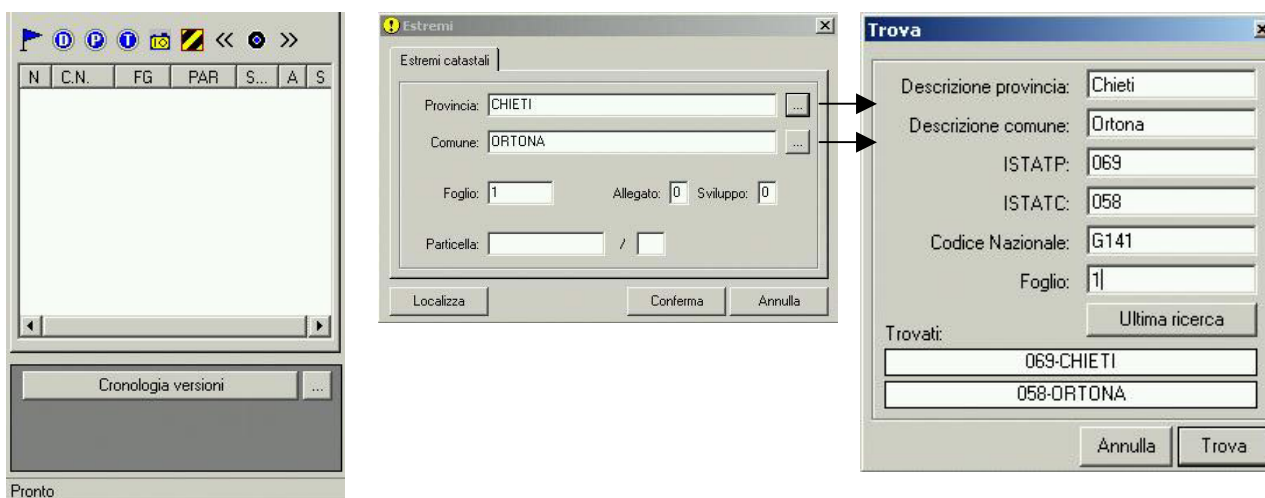 D P T
N C.N. FG PAR S... A S
Cronologia versioni ...
Pronto
Estremi
Estremi catastali
Provincia: CHIETI ...
Comune: ORTONA ...
Foglio: 1 Allegato: 0 Sviluppo: 0
Particella: /
Localizza Conferma Annulla
Trova
Descrizione provincia: Chieti
Descrizione comune: Ortona
ISTATP: 069
ISTATC: 058
Codice Nazionale: G141
Foglio: 1
Ultima ricerca
Trovati:
069-CHIETI
058-ORTONA
Annulla Trova